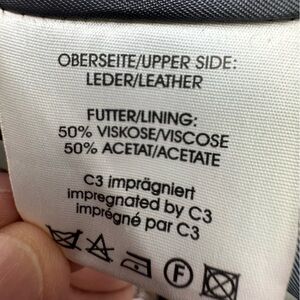 OBERSEITE/UPPER SIDE:
LEDER/LEATHER
FUTTER/LINING:
50% VISKOSE/VISCOSE
50% ACETAT/ACETATE
C3 imprägniert
impregnated by C3
imprégné par C3
F